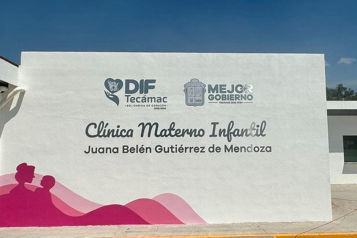 DIF
Tecámac
MEJOR
GOBIERNO
Clínica Materno Infantil
Juana Belén Gutiérrez de Mendoza